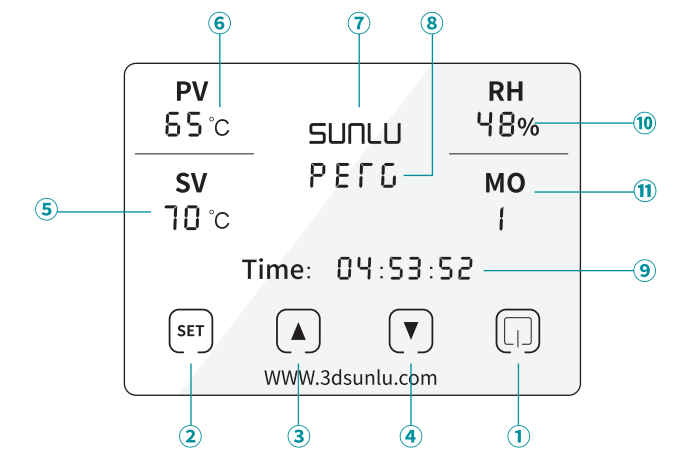 ⑥ ⑦ ⑧
PV
65°C
SUNLU
PETG
RH
48%
⑩
SV
⑤
70°C
MO
⑪
1
Time: 04:53:52
⑨
SET ▲ ▼
WWW.3dsunlu.com
② ③ ④ ①